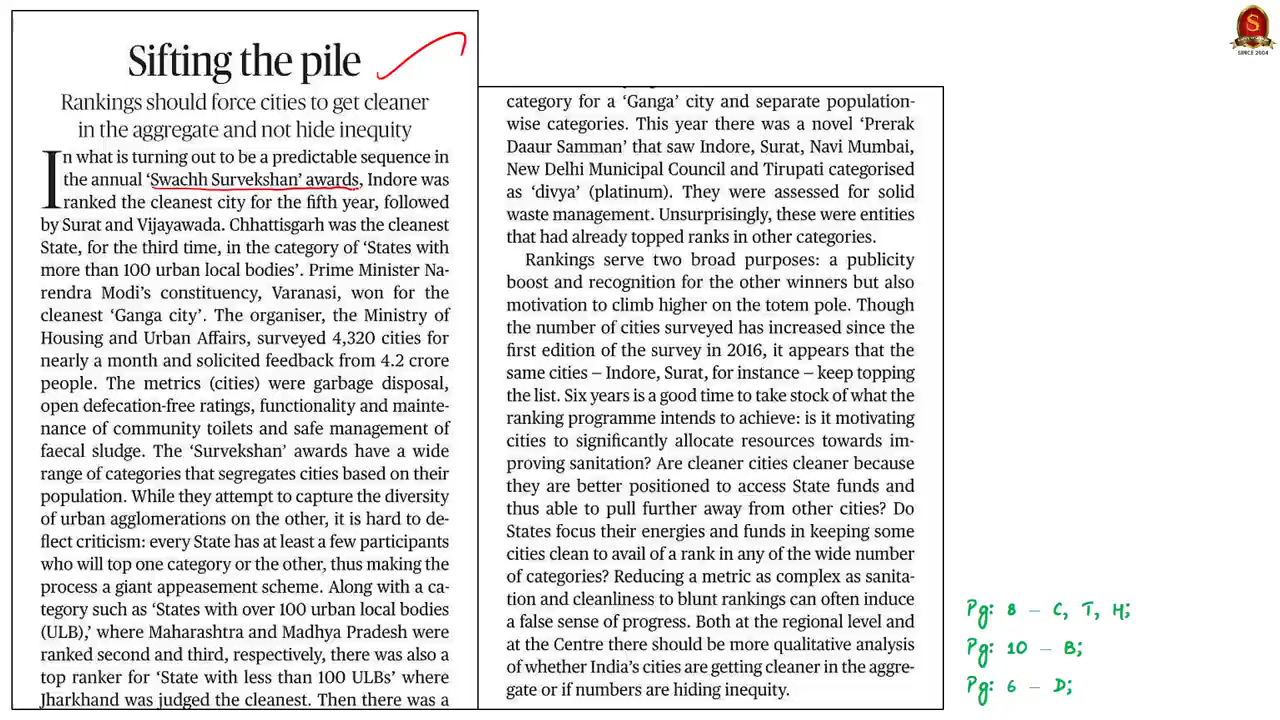 Sifting the pile
Rankings should force cities to get cleaner
in the aggregate and not hide inequity
In what is turning out to be a predictable sequence in
the annual ‘Swachh Survekshan’ awards, Indore was
ranked the cleanest city for the fifth year, followed
by Surat and Vijayawada. Chhattisgarh was the cleanest
State, for the third time, in the category of ‘States with
more than 100 urban local bodies’. Prime Minister Na-
rendra Modi’s constituency, Varanasi, won for the
cleanest ‘Ganga city’. The organiser, the Ministry of
Housing and Urban Affairs, surveyed 4,320 cities for
nearly a month and solicited feedback from 4.2 crore
people. The metrics (cities) were garbage disposal,
open defecation-free ratings, functionality and mainte-
nance of community toilets and safe management of
faecal sludge. The ‘Survekshan’ awards have a wide
range of categories that segregates cities based on their
population. While they attempt to capture the diversity
of urban agglomerations on the other, it is hard to de-
flect criticism: every State has at least a few participants
who will top one category or the other, thus making the
process a giant appeasement scheme. Along with a ca-
tegory such as ‘States with over 100 urban local bodies
(ULB),’ where Maharashtra and Madhya Pradesh were
ranked second and third, respectively, there was also a
top ranker for ‘State with less than 100 ULBs’ where
Jharkhand was judged the cleanest. Then there was a
category for a ‘Ganga’ city and separate population-
wise categories. This year there was a novel ‘Prerak
Daaur Samman’ that saw Indore, Surat, Navi Mumbai,
New Delhi Municipal Council and Tirupati categorised
as ‘divya’ (platinum). They were assessed for solid
waste management. Unsurprisingly, these were entities
that had already topped ranks in other categories.
Rankings serve two broad purposes: a publicity
boost and recognition for the other winners but also
motivation to climb higher on the totem pole. Though
the number of cities surveyed has increased since the
first edition of the survey in 2016, it appears that the
same cities – Indore, Surat, for instance – keep topping
the list. Six years is a good time to take stock of what the
ranking programme intends to achieve: is it motivating
cities to significantly allocate resources towards im-
proving sanitation? Are cleaner cities cleaner because
they are better positioned to access State funds and
thus able to pull further away from other cities? Do
States focus their energies and funds in keeping some
cities clean to avail of a rank in any of the wide number
of categories? Reducing a metric as complex as sanita-
tion and cleanliness to blunt rankings can often induce
a false sense of progress. Both at the regional level and
at the Centre there should be more qualitative analysis
of whether India’s cities are getting cleaner in the aggre-
gate or if numbers are hiding inequity.
Pg: 8 – C, T, H;
Pg: 10 – B;
Pg: 6 – D;
S
SINCE 2004